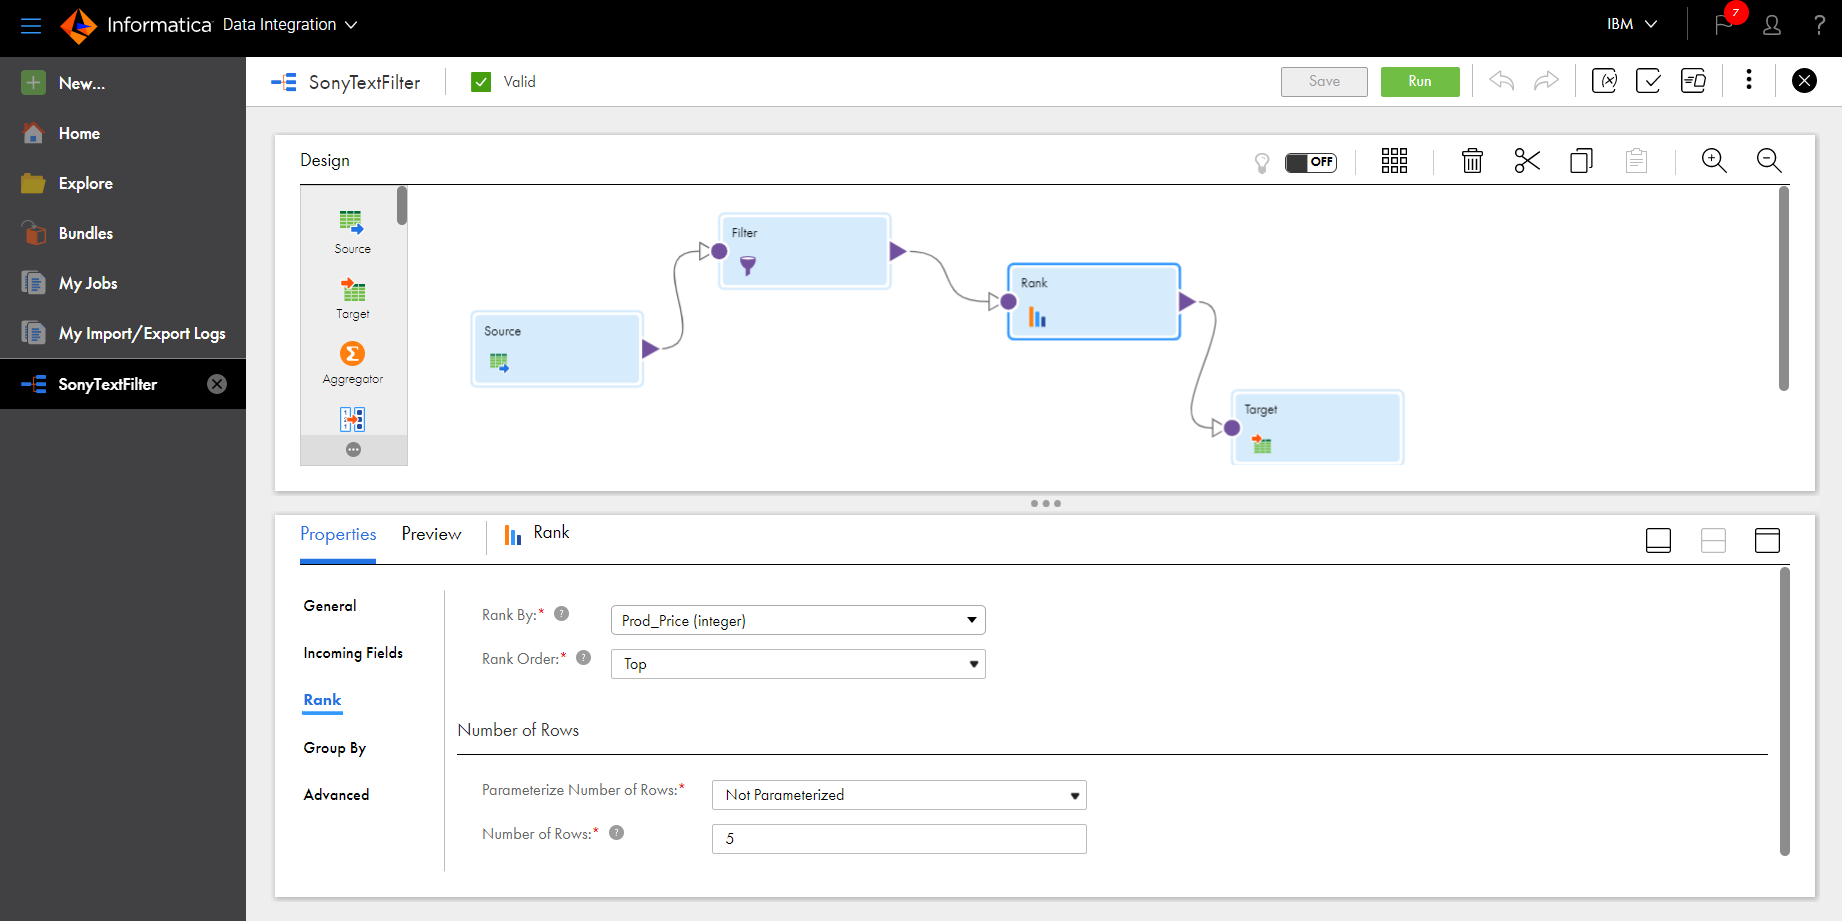 Informatica Data Integration
IBM
7
?
New...
Home
Explore
Bundles
My Jobs
My Import/Export Logs
SonyTextFilter
SonyTextFilter
Valid
Save
Run
Design
OFF
Source
Target
Aggregator
Source
Filter
Rank
Target
Properties
Preview
Rank
General
Incoming Fields
Rank
Group By
Advanced
Rank By:* ?
Prod_Price (integer)
Rank Order:* ?
Top
Number of Rows
Parameterize Number of Rows:*
Not Parameterized
Number of Rows:* ?
5